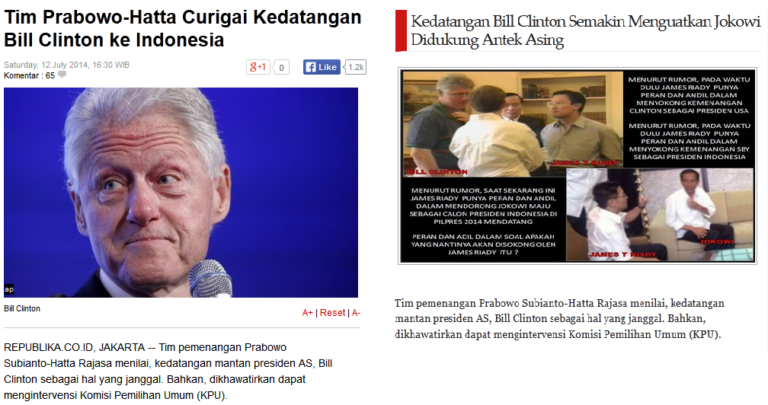 Tim Prabowo-Hatta Curigai Kedatangan
Bill Clinton ke Indonesia
Saturday, 12 July 2014, 16:30 WIB
Komentar : 65
g+1 0 Like 1.2k
ap
Bill Clinton
A+ | Reset | A-
REPUBLIKA.CO.ID, JAKARTA -- Tim pemenangan Prabowo
Subianto-Hatta Rajasa menilai, kedatangan mantan presiden AS, Bill
Clinton sebagai hal yang janggal. Bahkan, dikhawatirkan dapat
mengintervensi Komisi Pemilihan Umum (KPU).
Kedatangan Bill Clinton Semakin Menguatkan Jokowi
Didukung Antek Asing
BILL CLINTON
JAMES T RIADY
MENURUT RUMOR, PADA WAKTU
DULU JAMES RIADY PUNYA
PERAN DAN ANDIL DALAM
MENYOKONG KEMENANGAN
CLINTON SEBAGAI PRESIDEN USA
MENURUT RUMOR, PADA WAKTU
DULU JAMES RIADY PUNYA
PERAN DAN ANDIL DALAM
MENYOKONG KEMENANGAN SBY
SEBAGAI PRESIDEN INDONESIA
MENURUT RUMOR, SAAT SEKARANG INI
JAMES RIADY PUNYA PERAN DAN ANDIL
DALAM MENDORONG JOKOWI MAJU
SEBAGAI CALON PRESIDEN INDONESIA DI
PILPRES 2014 MENDATANG
PERAN DAN ADIL DALAM SOAL APAKAH
YANG NANTINYA AKAN DISOKONG OLEH
JAMES RIADY ITU ?
JAMES T RIADY
JOKOWI
Tim pemenangan Prabowo Subianto-Hatta Rajasa menilai, kedatangan
mantan presiden AS, Bill Clinton sebagai hal yang janggal. Bahkan,
dikhawatirkan dapat mengintervensi Komisi Pemilihan Umum (KPU).